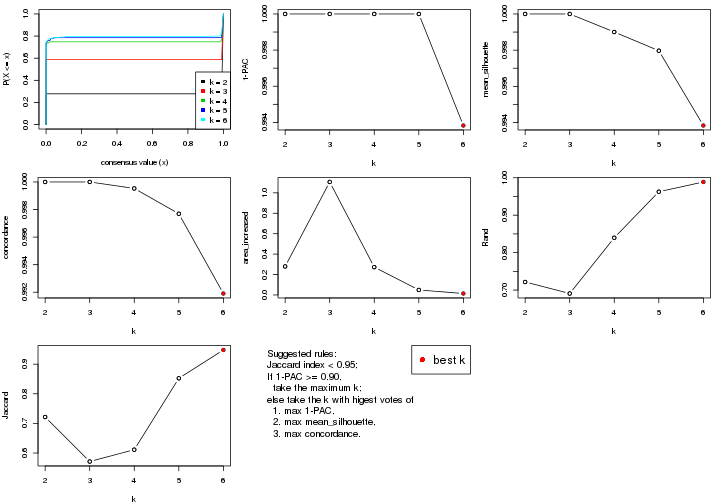 P(X <= x)
0.0 0.2 0.4 0.6 0.8 1.0
k = 2
k = 3
k = 4
k = 5
k = 6
0.0 0.2 0.4 0.6 0.8 1.0
consensus value (x)
1-PAC
0.994 0.996 0.998 1.000
2 3 4 5 6
k
mean_silhouette
0.994 0.996 0.998 1.000
2 3 4 5 6
k
concordance
0.992 0.994 0.996 0.998 1.000
2 3 4 5 6
k
area_increased
0.0 0.2 0.4 0.6 0.8 1.0
2 3 4 5 6
k
Rand
0.70 0.80 0.90 1.00
2 3 4 5 6
k
Jaccard
0.6 0.7 0.8 0.9
2 3 4 5 6
k
Suggested rules:
Jaccard index < 0.95;
If 1-PAC >= 0.90,
take the maximum k;
else take the k with higest votes of
1. max 1-PAC,
2. max mean_silhouette,
3. max concordance.
best k